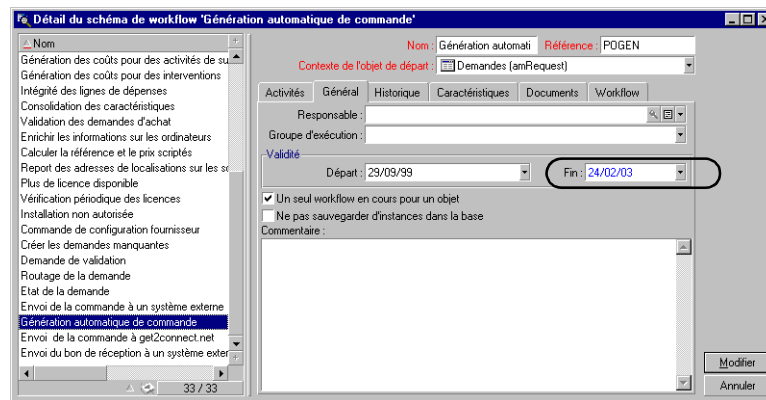 Détail du schéma de workflow 'Génération automatique de commande'
Nom
Génération des coûts pour des activités de su
Génération des coûts pour des interventions
Intégrité des lignes de dépenses
Consolidation des caractéristiques
Validation des demandes d'achat
Enrichir les informations sur les ordinateurs
Calculer la référence et le prix scriptés
Report des adresses de localisations sur les
Plus de licence disponible
Vérification périodique des licences
Installation non autorisée
Commande de configuration fournisseur
Créer les demandes manquantes
Demande de validation
Routage de la demande
Etat de la demande
Envoi de la commande à un système externe
Génération automatique de commande
Envoi de la commande à get2connect.net
Envoi du bon de réception à un système exter
33 / 33
Nom : Génération automati Référence : POGEN
Contexte de l'objet de départ : Demandes (amRequest)
Activités Général Historique Caractéristiques Documents Workflow
Responsable :
Groupe d'exécution :
Validité
Départ : 29/09/99 Fin : 24/02/03
Un seul workflow en cours pour un objet
Ne pas sauvegarder d'instances dans la base
Commentaire :
Modifier
Annuler